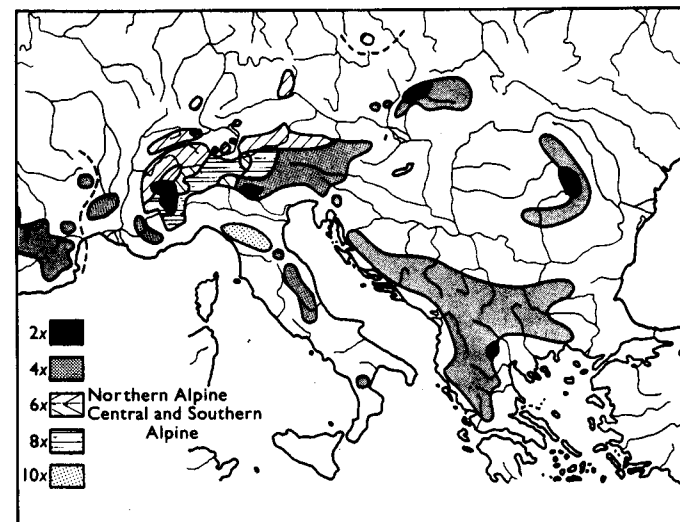 2x
4x
6x Northern Alpine
Central and Southern
Alpine
8x
10x